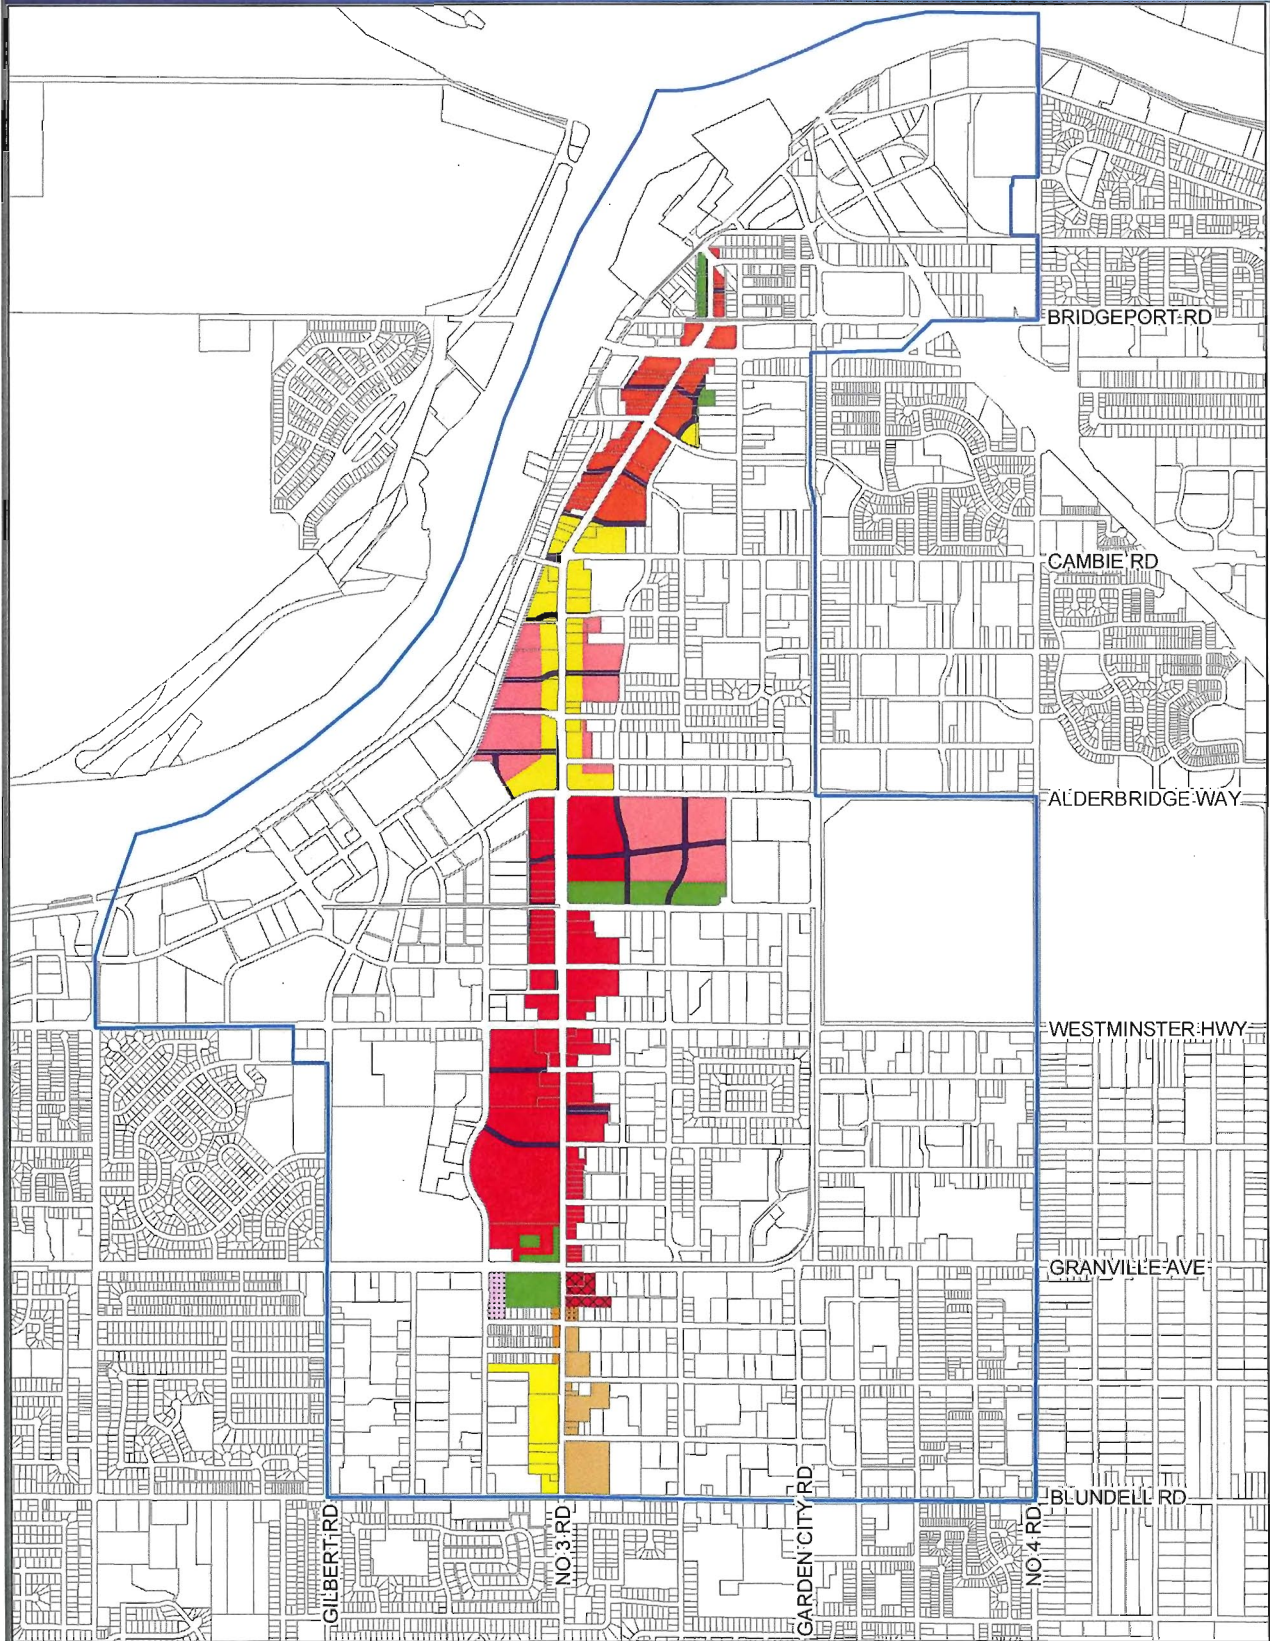 BRIDGEPORT RD
CAMBIE RD
ALDERBRIDGE WAY
WESTMINSTER HWY
GRANVILLE AVE
BLUNDELL RD
GILBERT RD
NO 3 RD
GARDEN CITY RD
NO 4 RD